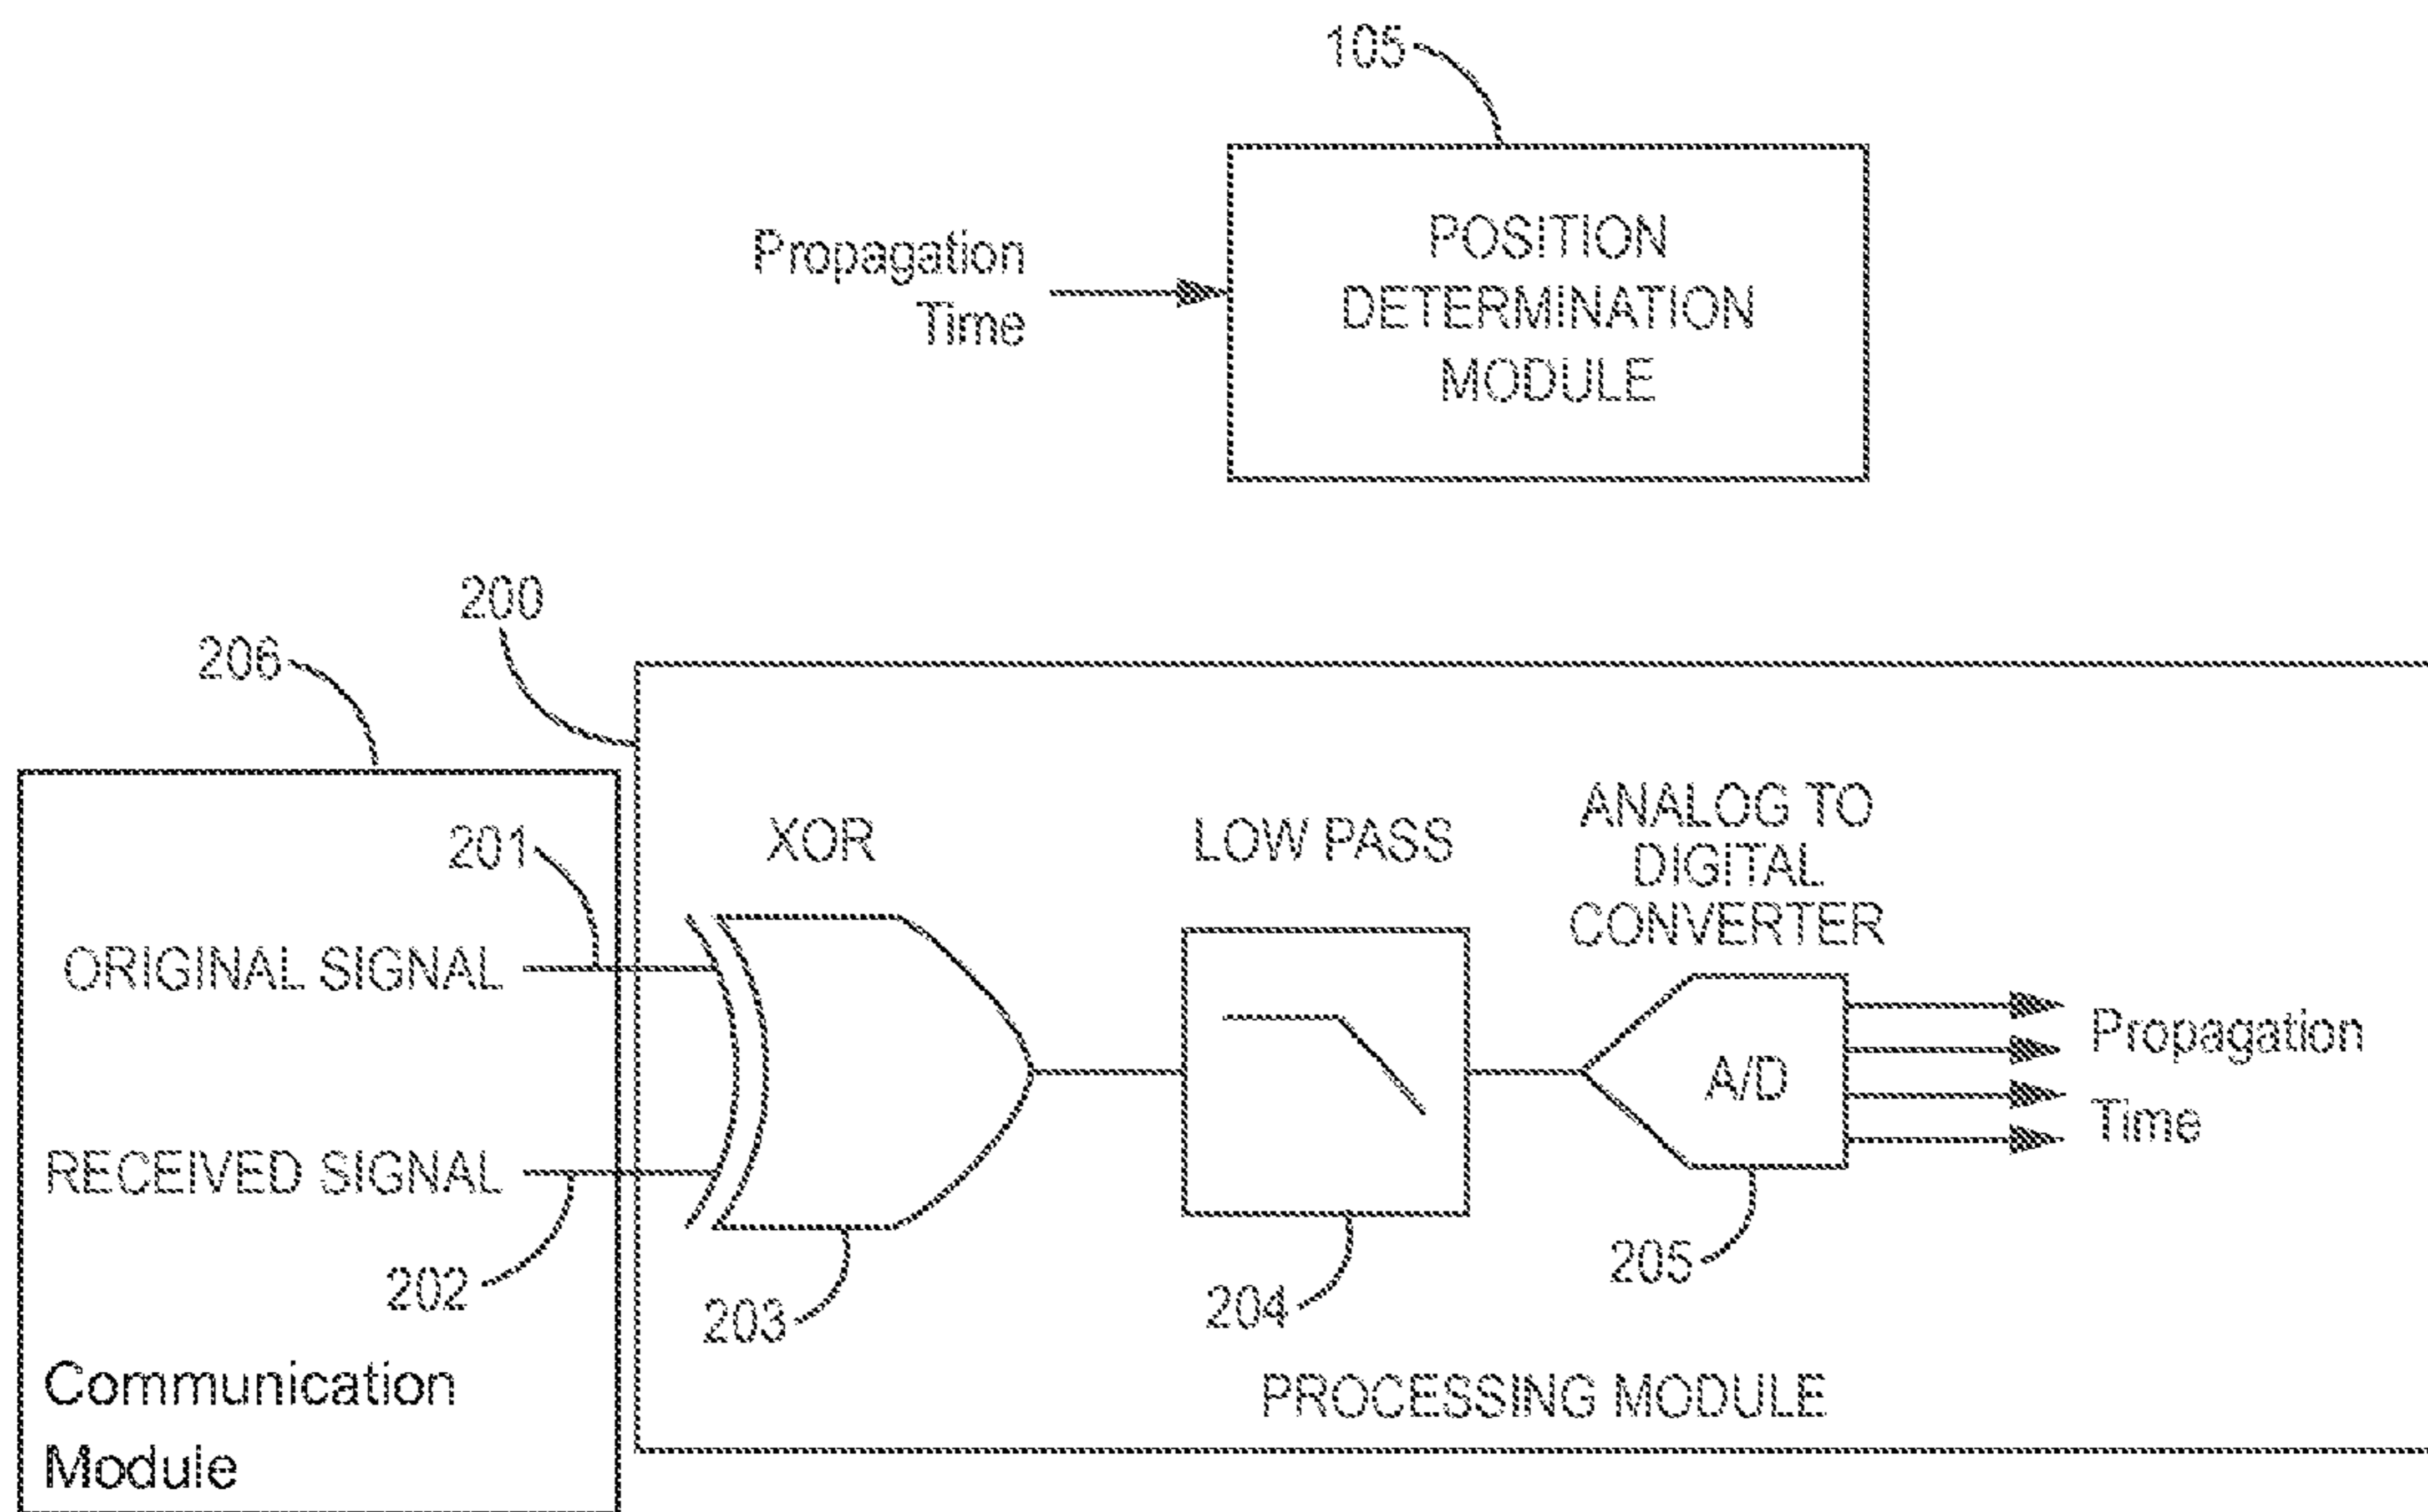 105
POSITION
DETERMINATION
MODULE
Propagation
Time
200
206
201
XOR
LOW PASS
ANALOG TO
DIGITAL
CONVERTER
ORIGINAL SIGNAL
RECEIVED SIGNAL
A/D
Propagation
Time
202
203
204
205
PROCESSING MODULE
Communication
Module